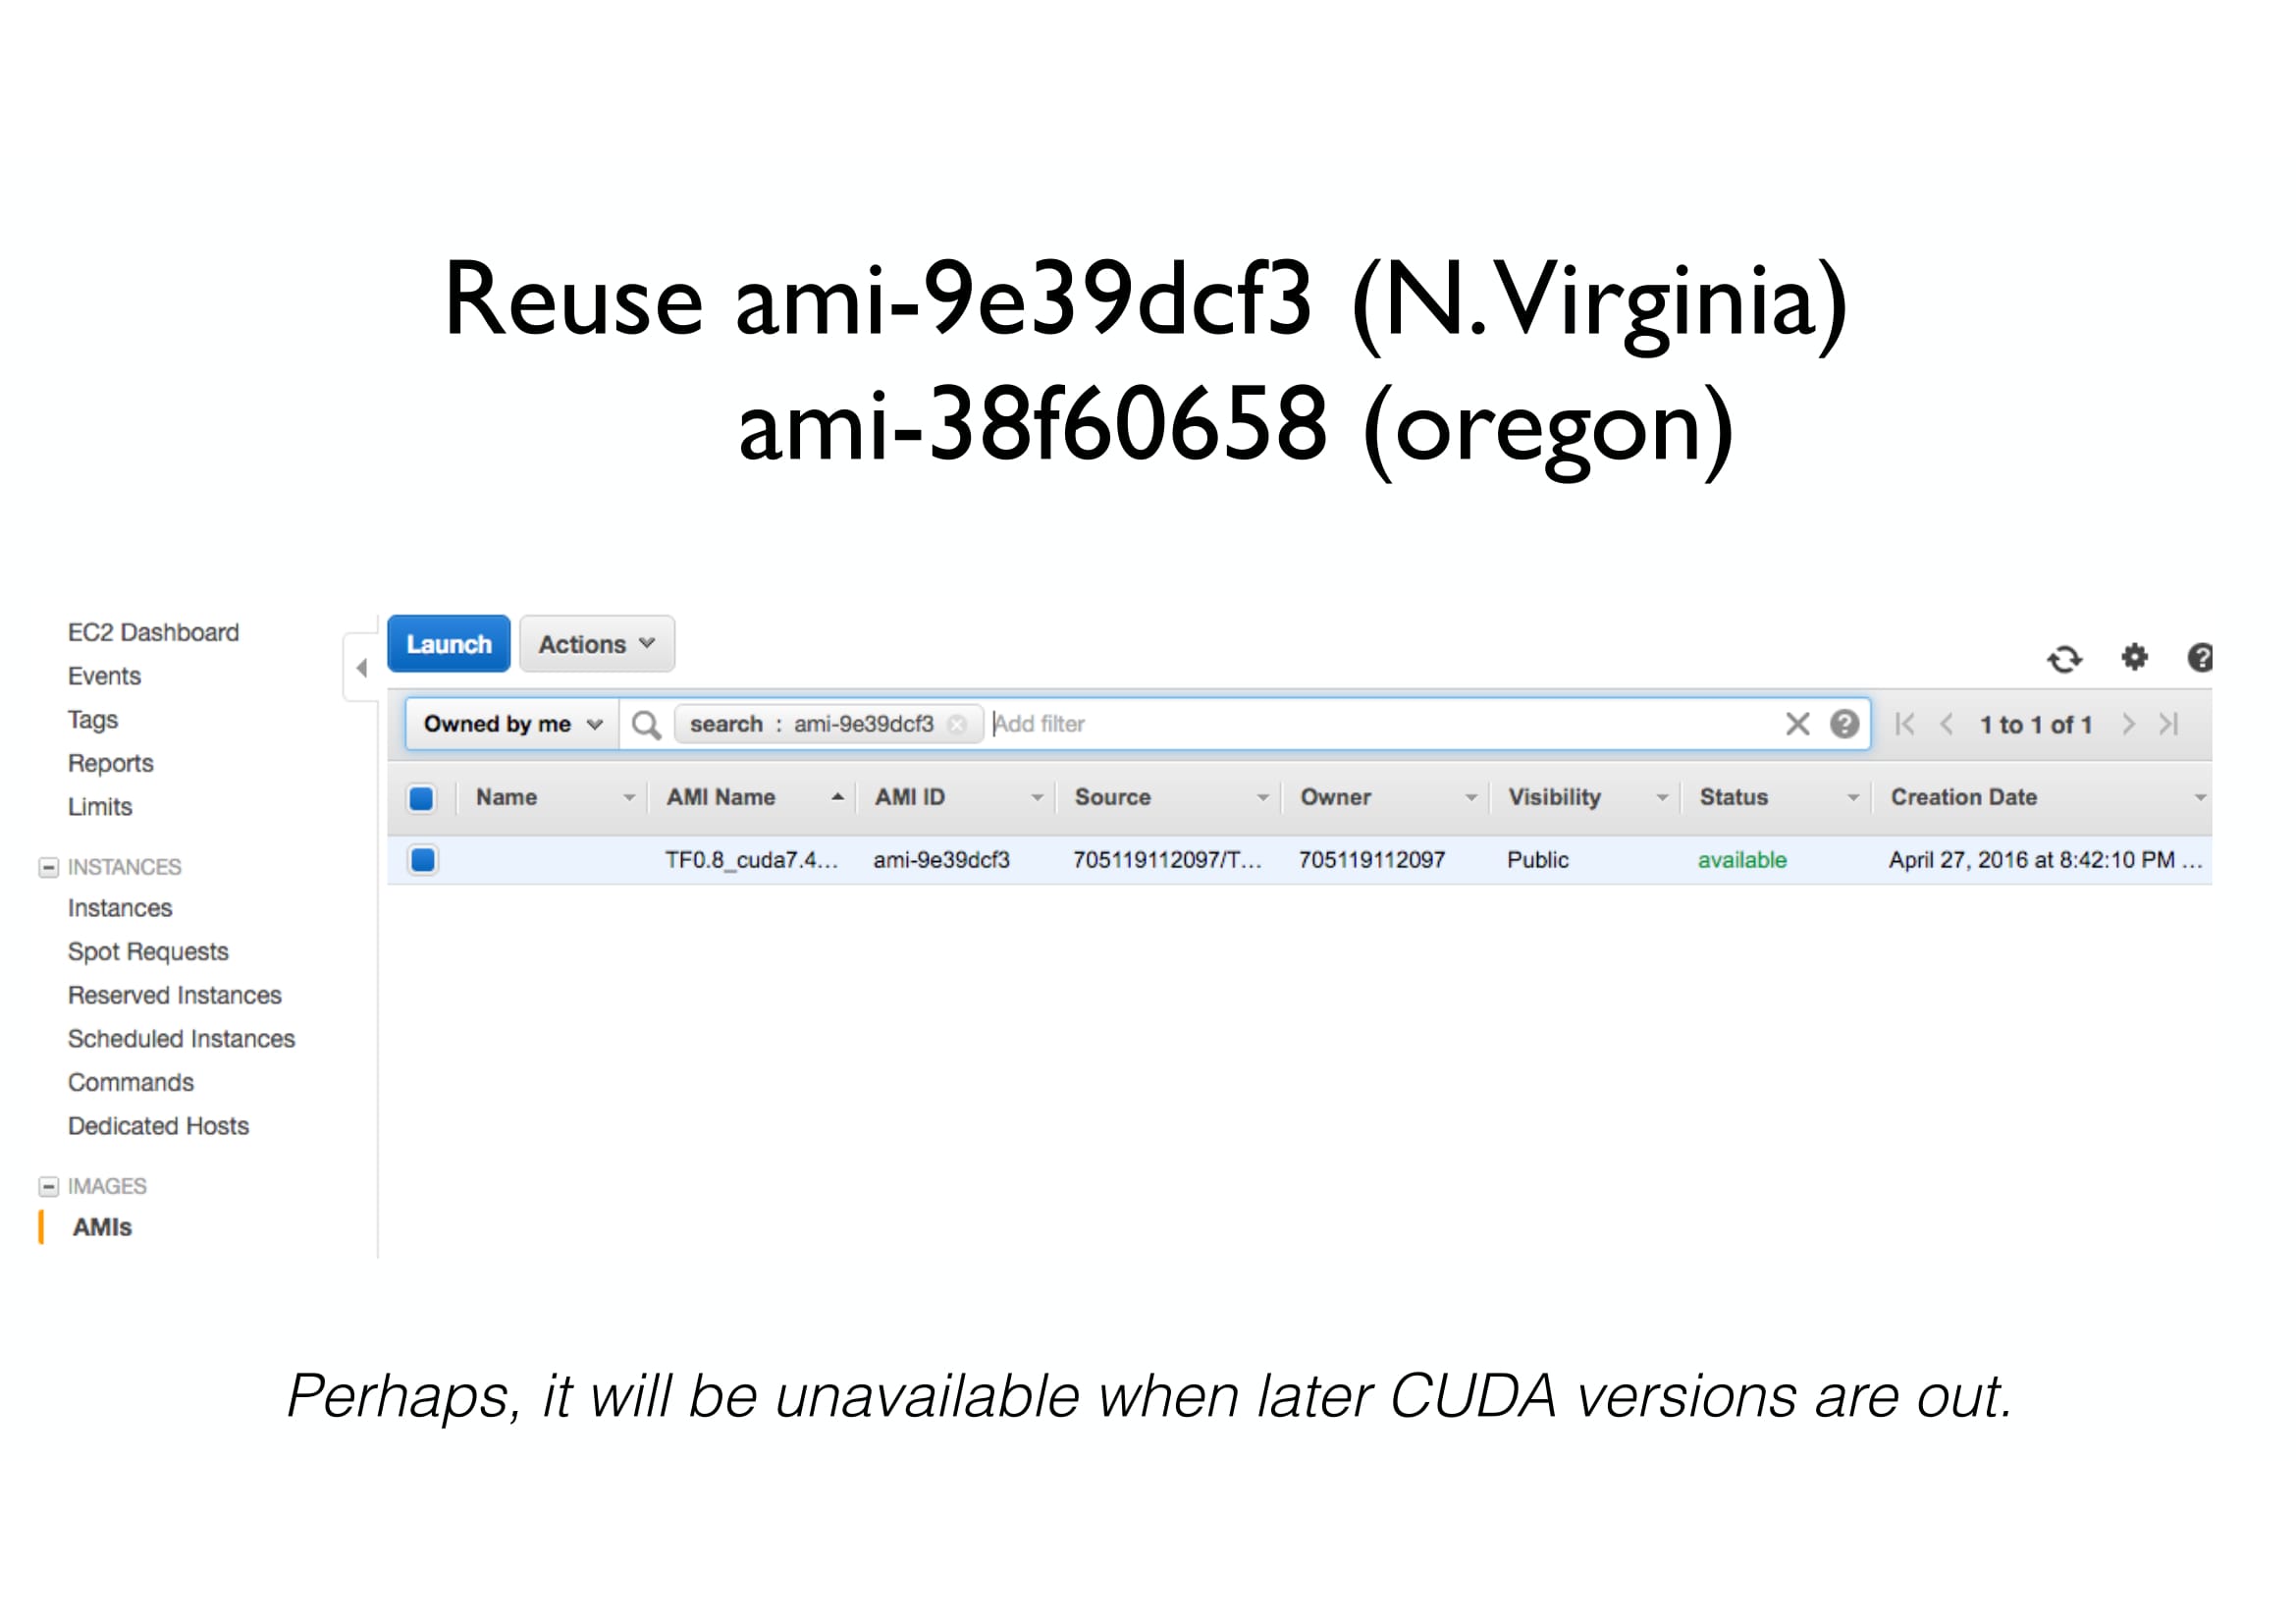 Reuse ami-9e39dcf3 (N.Virginia)
ami-38f60658 (oregon)
EC2 Dashboard
Events
Tags
Reports
Limits
INSTANCES
Instances
Spot Requests
Reserved Instances
Scheduled Instances
Commands
Dedicated Hosts
IMAGES
AMIs
Launch Actions
Owned by me search : ami-9e39dcf3 Add filter 1 to 1 of 1
Name AMI Name AMI ID Source Owner Visibility Status Creation Date
TF0.8_cuda7.4... ami-9e39dcf3 705119112097/T... 705119112097 Public available April 27, 2016 at 8:42:10 PM ...
Perhaps, it will be unavailable when later CUDA versions are out.